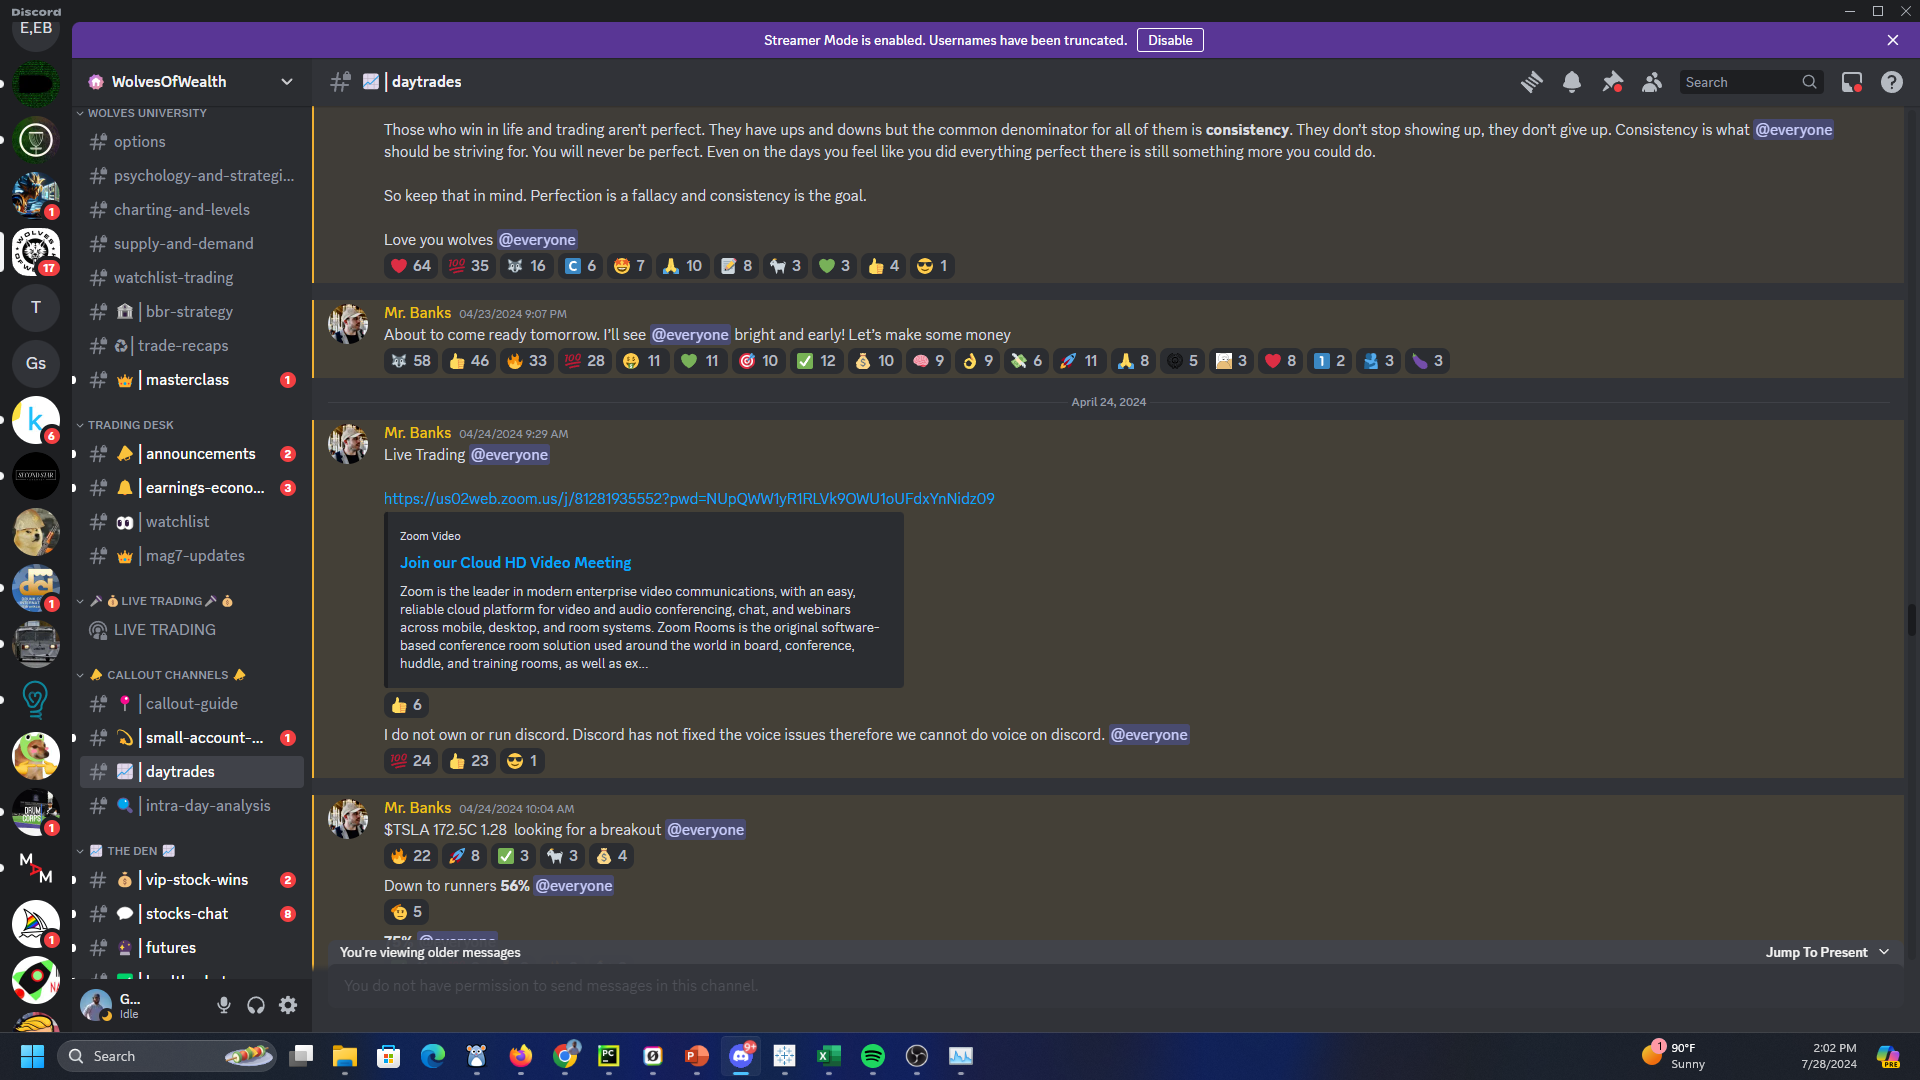 Discord
E,EB
Streamer Mode is enabled. Usernames have been truncated.
Disable
WolvesOfWealth
| daytrades
Search
WOLVES UNIVERSITY
options
psychology-and-strategi...
charting-and-levels
supply-and-demand
watchlist-trading
| bbr-strategy
| trade-recaps
| masterclass
1
TRADING DESK
| announcements
2
| earnings-econo...
3
| watchlist
| mag7-updates
LIVE TRADING
LIVE TRADING
CALLOUT CHANNELS
| callout-guide
| small-account-...
1
| daytrades
| intra-day-analysis
THE DEN
| vip-stock-wins
2
| stocks-chat
8
| futures
1
17
T
Gs
k
6
SECOND STAR
dci
1
DRUM
CORPS
1
M
A
M
1
Those who win in life and trading aren't perfect. They have ups and downs but the common denominator for all of them is consistency. They don't stop showing up, they don't give up. Consistency is what @everyone
should be striving for. You will never be perfect. Even on the days you feel like you did everything perfect there is still something more you could do.
So keep that in mind. Perfection is a fallacy and consistency is the goal.
Love you wolves @everyone
64 💯 35 16 C 6 7 10 8 3 3 4 1
Mr. Banks 04/23/2024 9:07 PM
About to come ready tomorrow. I'll see @everyone bright and early! Let's make some money
58 46 33 💯 28 11 11 10 12 10 9 9 6 11 8 5 3 8 1 2 3 3
April 24, 2024
Mr. Banks 04/24/2024 9:29 AM
Live Trading @everyone
https://us02web.zoom.us/j/81281935552?pwd=NUpQWW1yR1RLVk9OWU1oUFdxYnNidz09
Zoom Video
Join our Cloud HD Video Meeting
Zoom is the leader in modern enterprise video communications, with an easy,
reliable cloud platform for video and audio conferencing, chat, and webinars
across mobile, desktop, and room systems. Zoom Rooms is the original software-
based conference room solution used around the world in board, conference,
huddle, and training rooms, as well as ex...
6
I do not own or run discord. Discord has not fixed the voice issues therefore we cannot do voice on discord. @everyone
💯 24 23 1
Mr. Banks 04/24/2024 10:04 AM
$TSLA 172.5C 1.28 looking for a breakout @everyone
22 8 3 3 4
Down to runners 56% @everyone
5
75% @everyone
You're viewing older messages
Jump To Present
You do not have permission to send messages in this channel.
G...
Idle
Search
PC
P
9+
X
1
90°F
Sunny
2:02 PM
7/28/2024
PRE